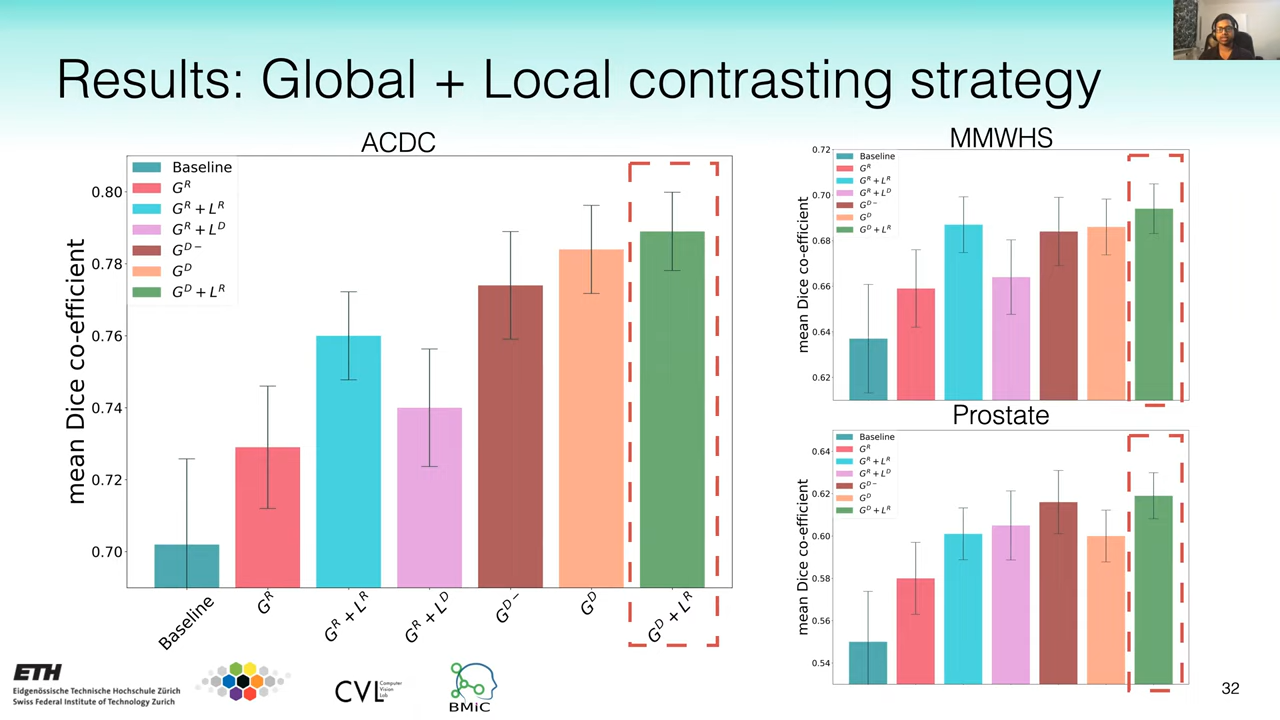 Results: Global + Local contrasting strategy
ACDC
mean Dice co-efficient
0.80
0.78
0.76
0.74
0.72
0.70
Baseline
G^R
G^R + L^R
G^R + L^D
G^D-
G^D
G^D + L^R
Baseline
G^R
G^R + L^R
G^R + L^D
G^D-
G^D
G^D + L^R
MMWHS
mean Dice co-efficient
0.72
0.70
0.68
0.66
0.64
0.62
Baseline
G^R
G^R + L^R
G^R + L^D
G^D-
G^D
G^D + L^R
Prostate
mean Dice co-efficient
0.64
0.62
0.60
0.58
0.56
0.54
Baseline
G^R
G^R + L^R
G^R + L^D
G^D-
G^D
G^D + L^R
ETH
Eidgenössische Technische Hochschule Zürich
Swiss Federal Institute of Technology Zurich
CVL Computer Vision Lab
BMiC
32